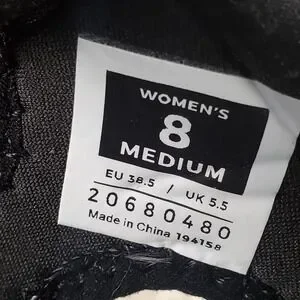 WOMEN'S
8
MEDIUM
EU 38.5 / UK 5.5
20680480
Made in China 194158